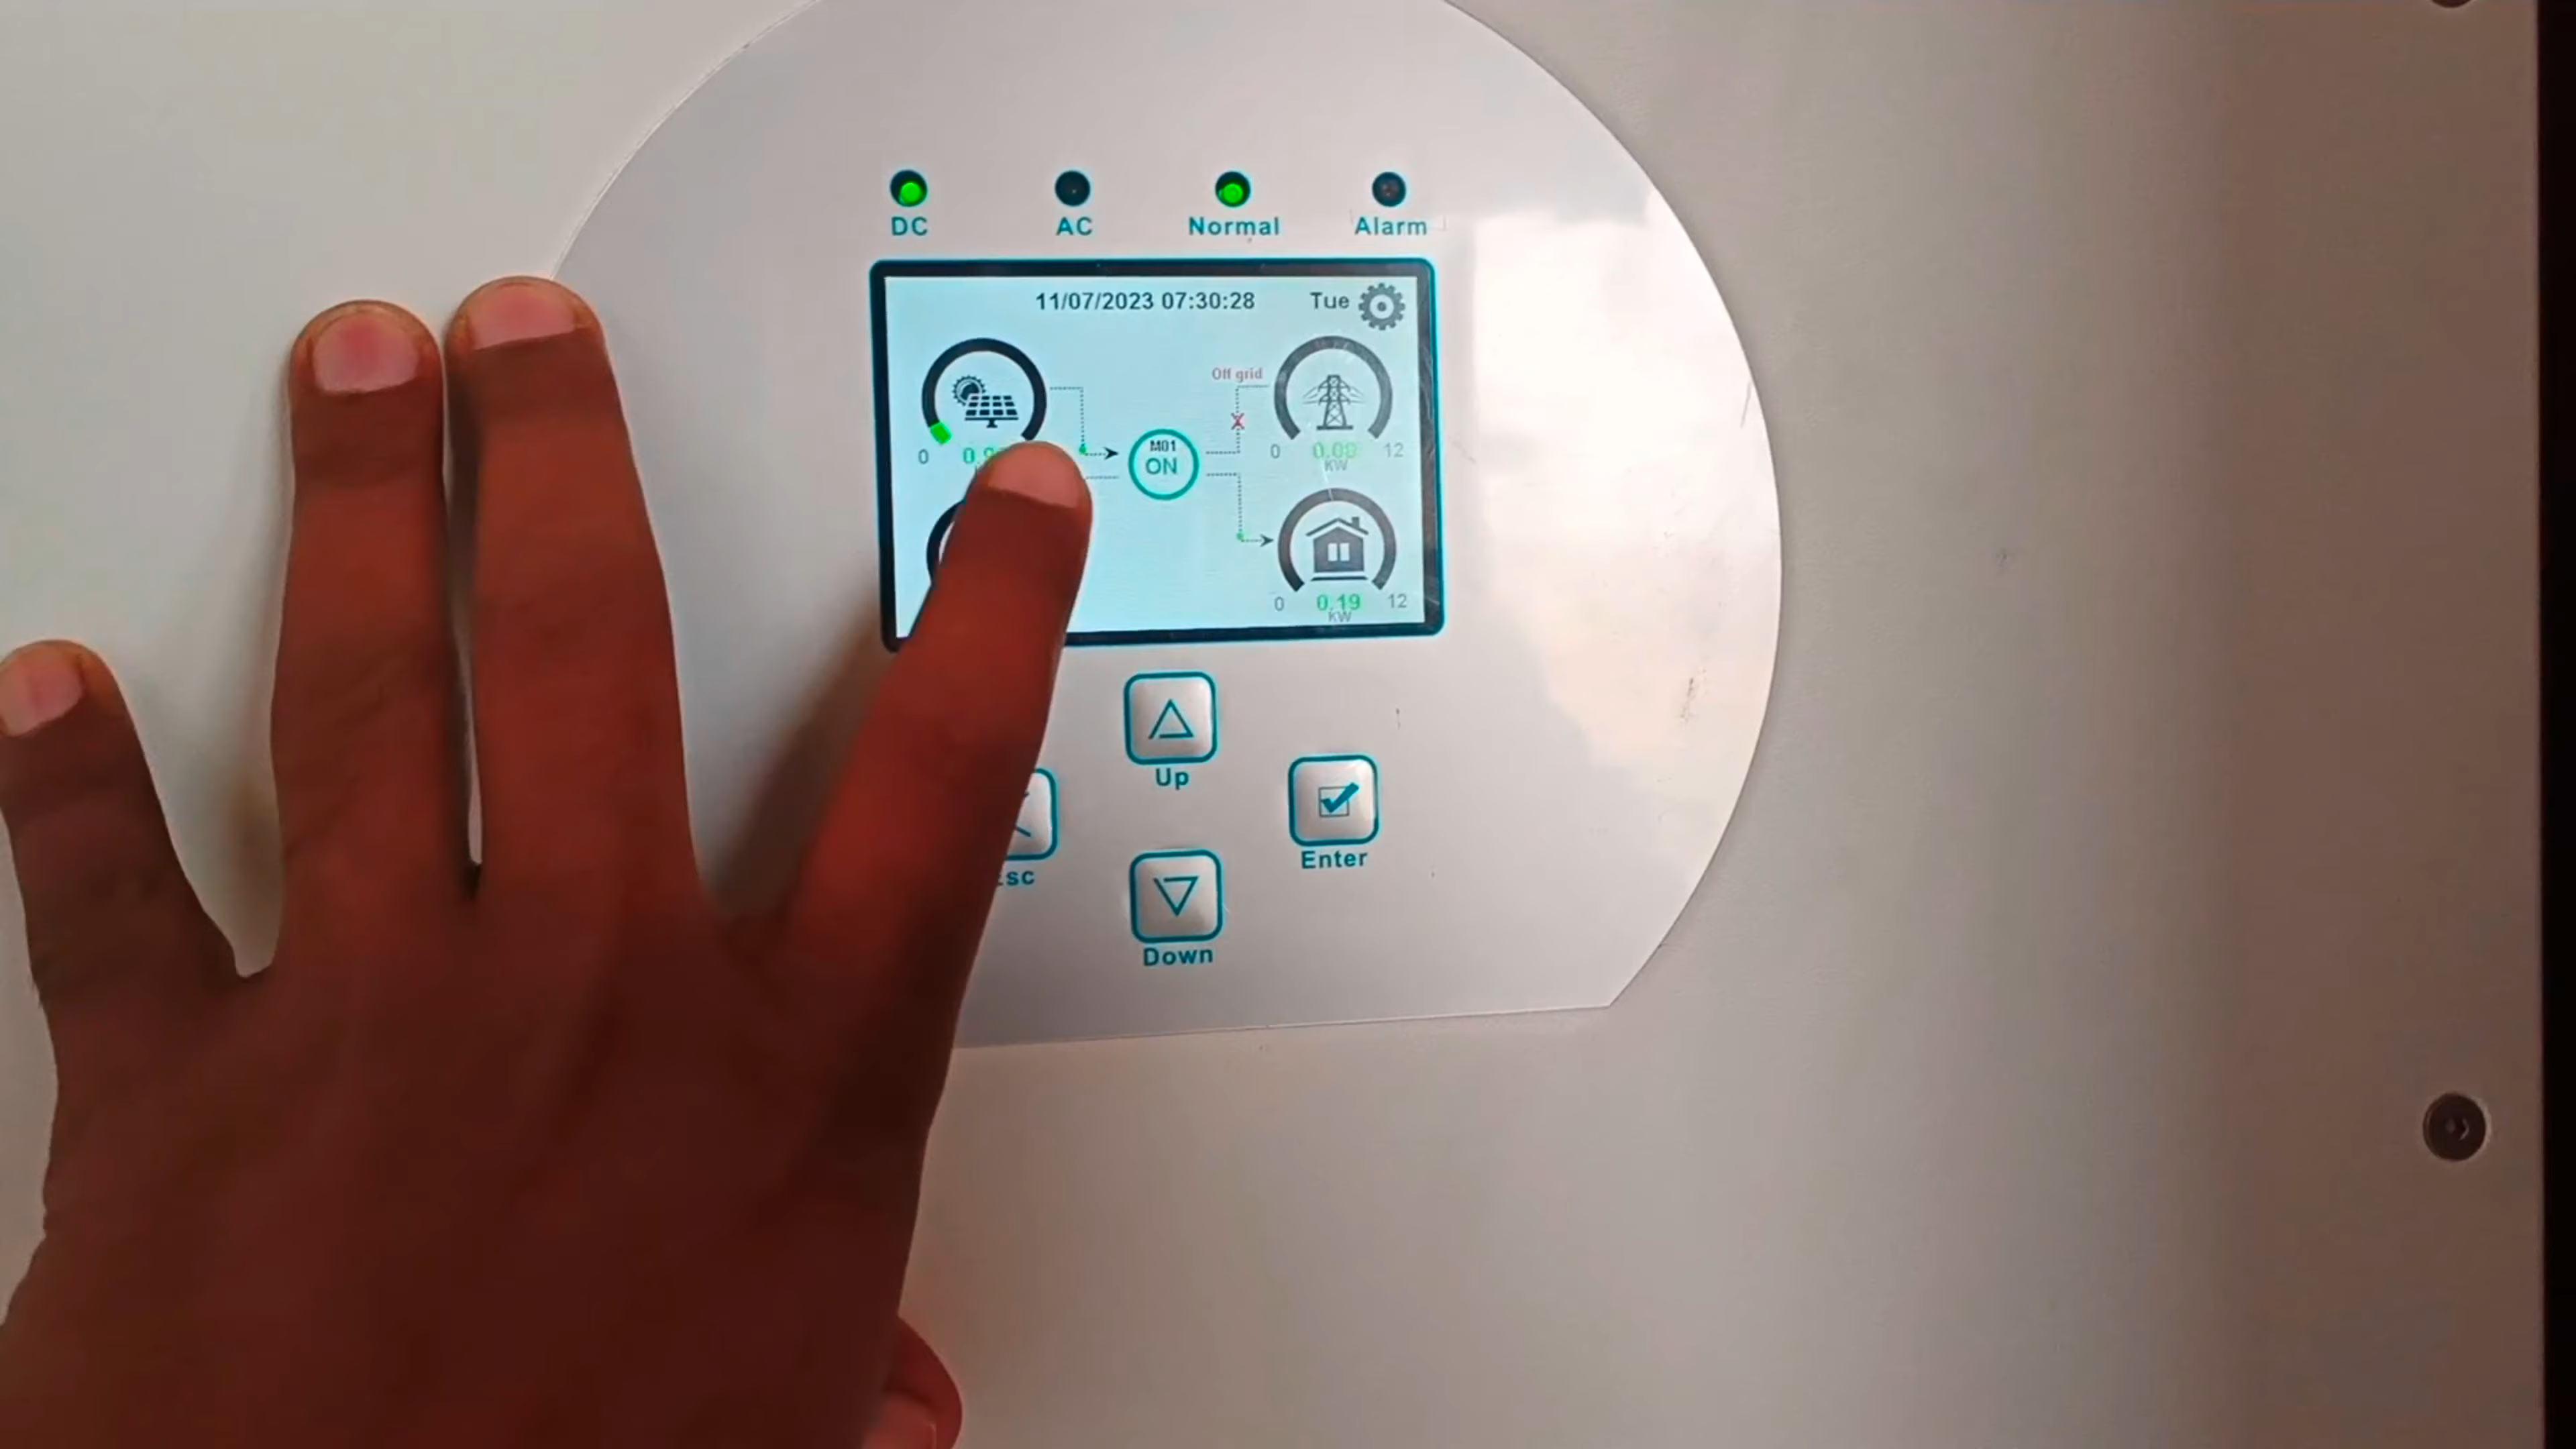 DC AC Normal Alarm
11/07/2023 07:30:28 Tue
Off grid
M01
ON
0 0 12
kW
0 0.19 12
kW
Up
Enter
Down